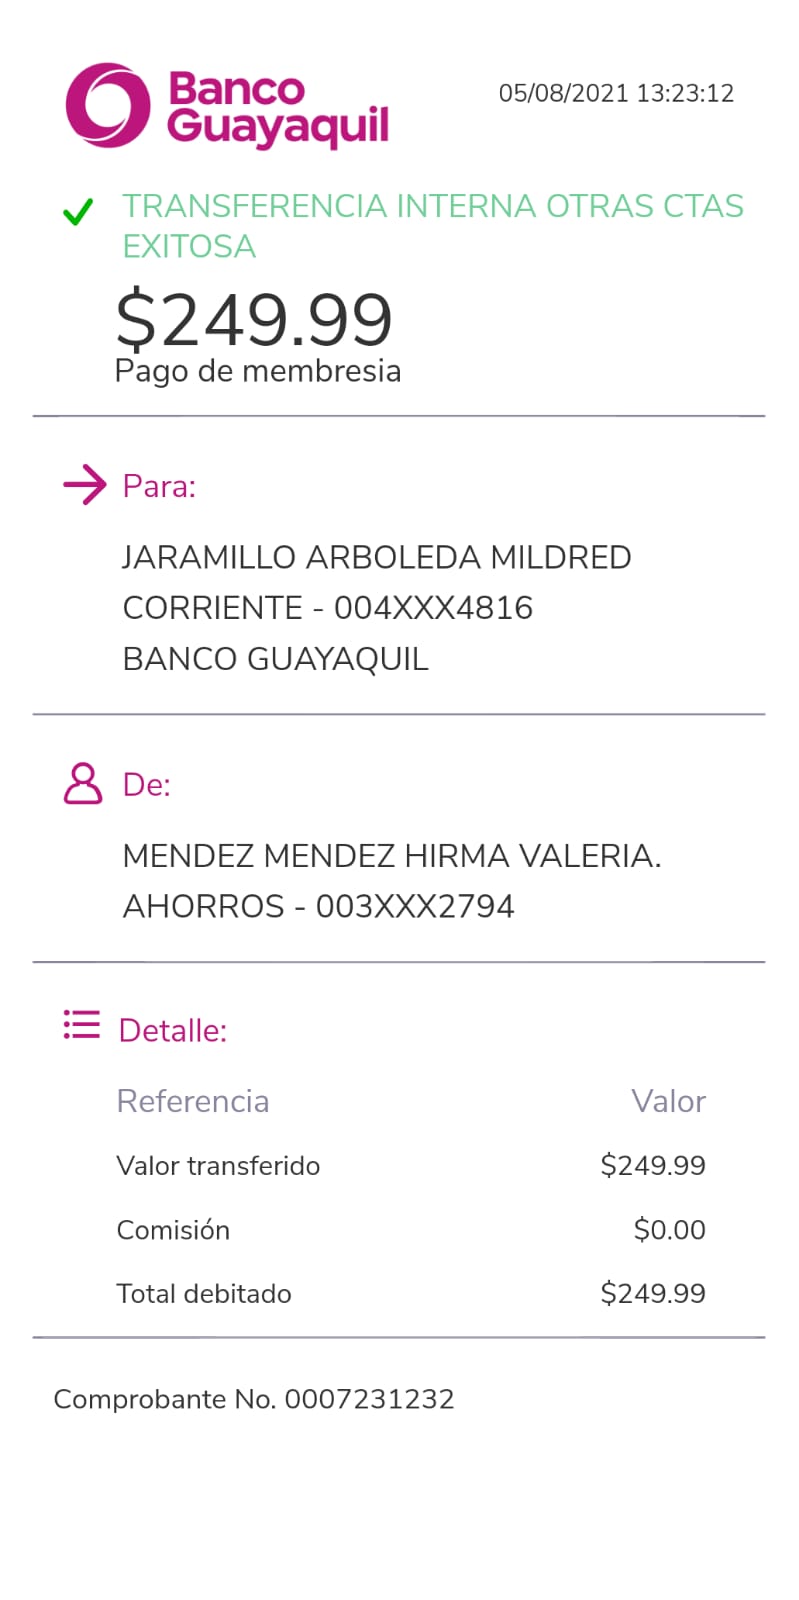 Banco
Guayaquil
05/08/2021 13:23:12
TRANSFERENCIA INTERNA OTRAS CTAS
EXITOSA
$249.99
Pago de membresia
Para:
JARAMILLO ARBOLEDA MILDRED
CORRIENTE - 004XXX4816
BANCO GUAYAQUIL
De:
MENDEZ MENDEZ HIRMA VALERIA.
AHORROS - 003XXX2794
Detalle:
Referencia Valor
Valor transferido $249.99
Comisión $0.00
Total debitado $249.99
Comprobante No. 0007231232